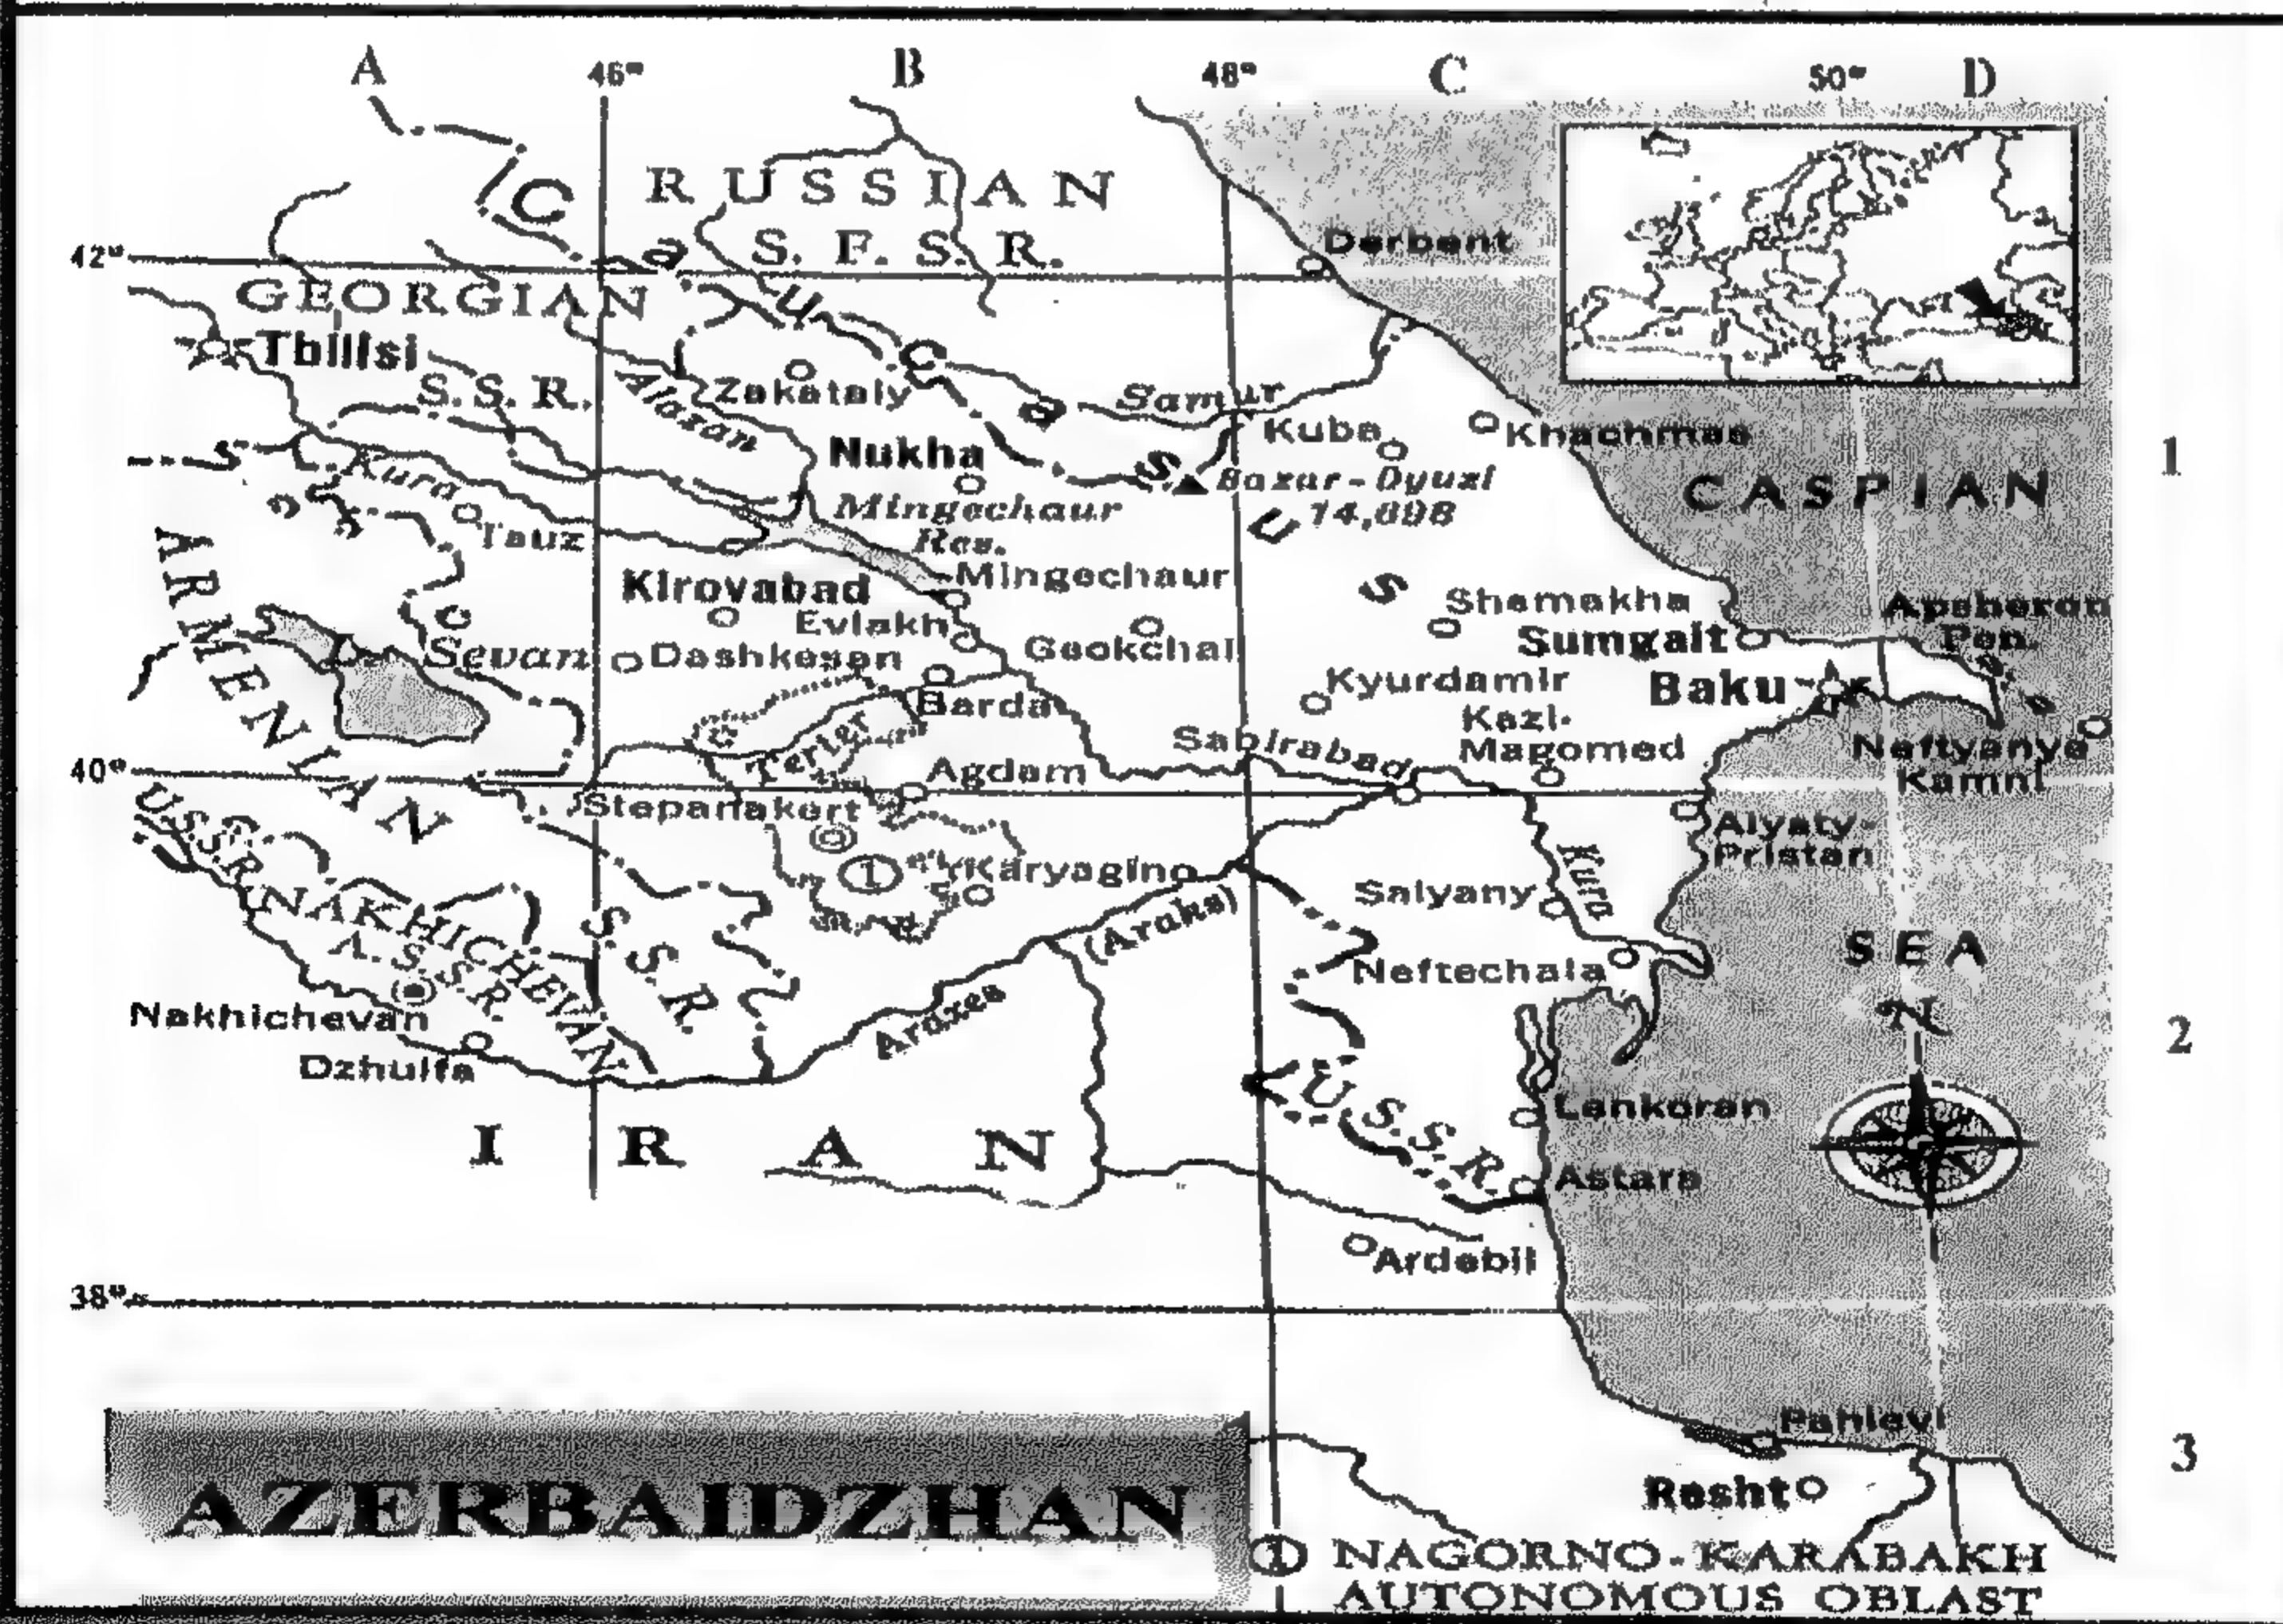 A 46° B 48° C 50° D
RUSSIAN
S. F. S. R.
Derbent
42°
GEORGIAN
Tbilisi
S. S. R.
Caucasus
Zakataly
Alazan
Samur
Kuba
Khachmas
1
Nukha
Bazar-Dyuzi
14,698
CASPIAN
Kura
Mingechaur
Res.
Tauz
Mingechaur
Kirovabad
Shemakha
Apsheron
Pen.
Evlakh
Geokchai
Sumgait
ARMENIAN
Sevan
Dashkesan
Kyurdamir
Baku
Barda
Kazi-
Magomed
Neftyanye
Kamni
Terter
Sabirabad
40°
Agdam
Stepanakert
Alyaty-
Pristan
U.S.S.R.
1
Karyagino
Kura
Salyany
(Araks)
S.S.R.
NAKHICHEVAN
A.S.S.R.
SEA
Neftechala
Nakhichevan
Araxes
N
2
Dzhulfa
U.S.S.R.
Lenkoran
IRAN
Astara
Ardebil
38°
Pahlevi
3
Resht
AZERBAIDZHAN
1 NAGORNO-KARABAKH
AUTONOMOUS OBLAST